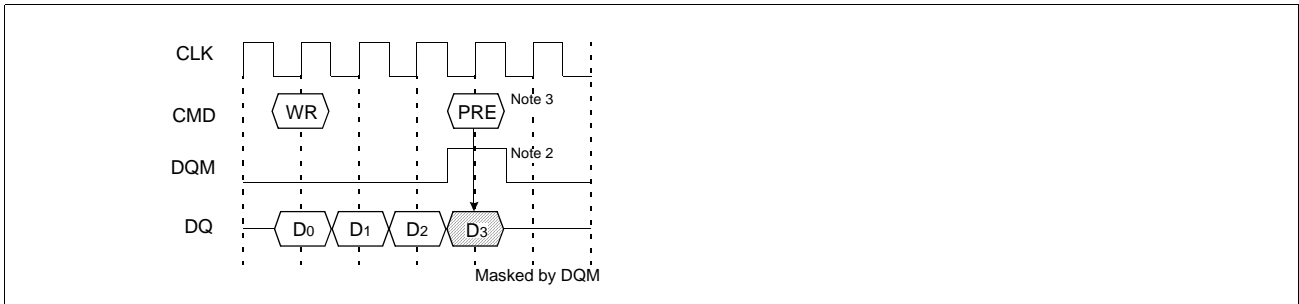 CLK
CMD
WR
PRE
Note 3
DQM
Note 2
DQ
D0
D1
D2
D3
Masked by DQM